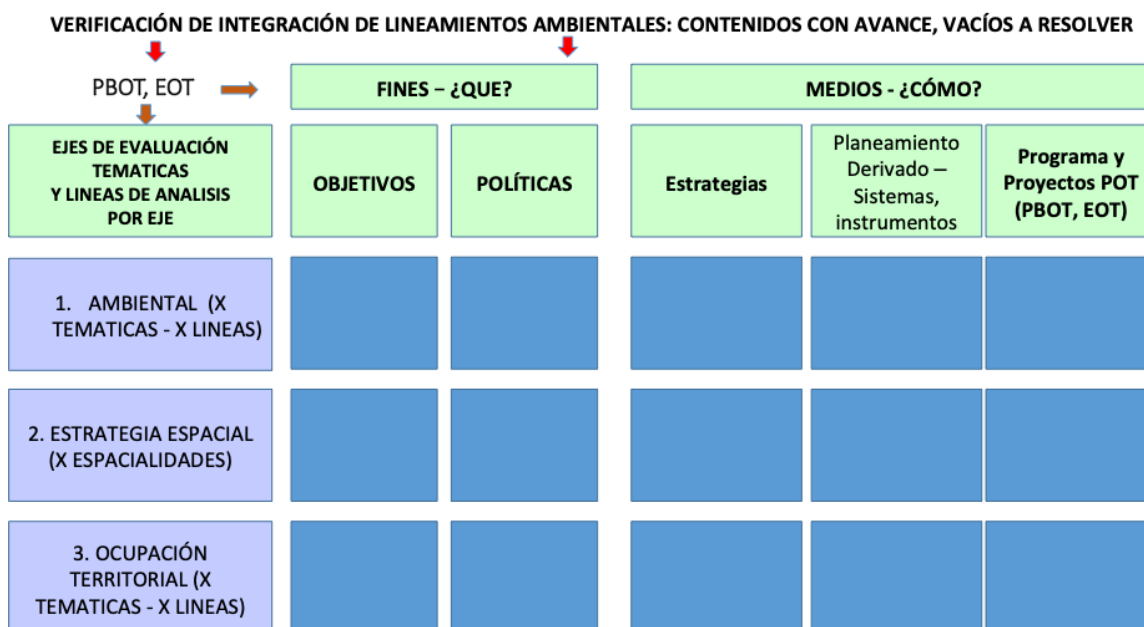 VERIFICACIÓN DE INTEGRACIÓN DE LINEAMIENTOS AMBIENTALES: CONTENIDOS CON AVANCE, VACÍOS A RESOLVER
PBOT, EOT
FINES – ¿QUE?
MEDIOS - ¿CÓMO?
EJES DE EVALUACIÓN
TEMATICAS
Y LINEAS DE ANALISIS
POR EJE
OBJETIVOS
POLÍTICAS
Estrategias
Planeamiento
Derivado –
Sistemas,
instrumentos
Programa y
Proyectos POT
(PBOT, EOT)
1. AMBIENTAL (X
TEMATICAS - X LINEAS)
2. ESTRATEGIA ESPACIAL
(X ESPACIALIDADES)
3. OCUPACIÓN
TERRITORIAL (X
TEMATICAS - X LINEAS)